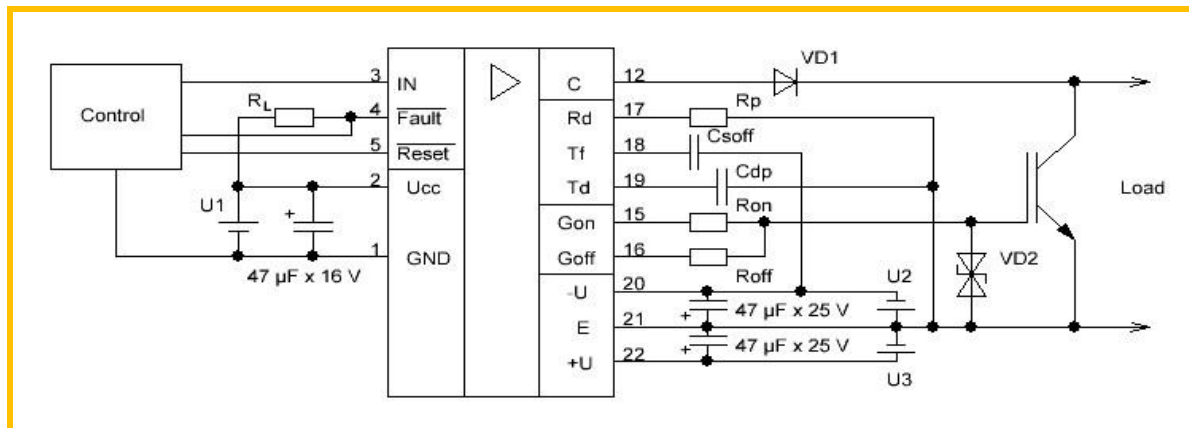 Control
3
4
5
2
1
R_L
U1
+
47 µF x 16 V
IN
Fault
Reset
Ucc
GND
C
Rd
Tf
Td
Gon
Goff
-U
E
+U
12
17
18
19
15
16
20
21
22
VD1
Rp
Csoff
Cdp
Ron
Roff
VD2
Load
U2
+ 47 µF x 25 V
+ 47 µF x 25 V
U3